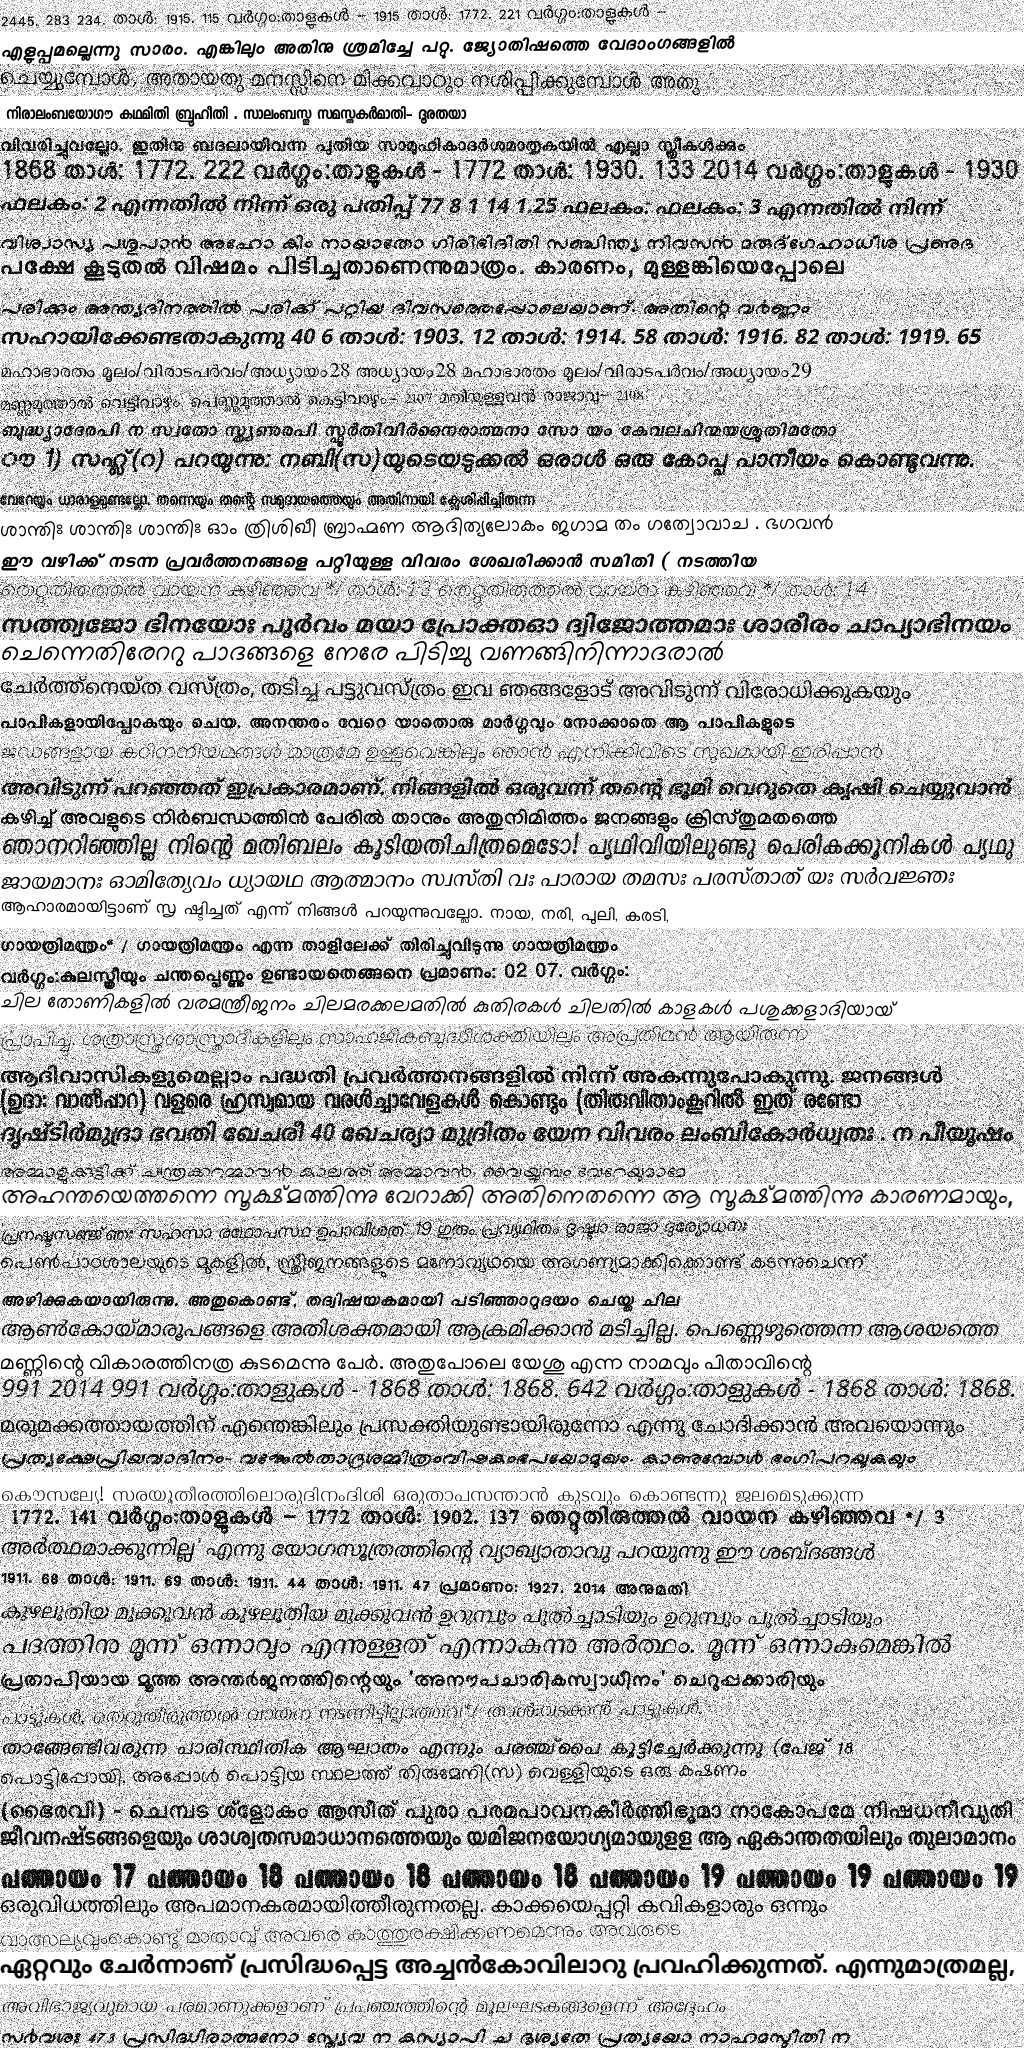 2445. 283 234. താൾ: 1915. 115 വർഗ്ഗം:താളുകൾ - 1915 താൾ: 1772. 221 വർഗ്ഗം:താളുകൾ -
എളുപ്പമല്ലെന്നു സാരം. എങ്കിലും അതിനു ശ്രമിച്ചേ പറ്റു. ജ്യോതിഷത്തെ വേദാംഗങ്ങളിൽ
ചെയ്യുമ്പോൾ, അതായതു മനസ്സിനെ മിക്കവാറും നശിപ്പിക്കുമ്പോൾ അതു
നിരാലംബയോഗൗ കഥമിതി ബ്രൂഹീതി . സാലംബസ്തു സമസ്തകർമാതി- ദൂരതയാ
വിവരിച്ചുവല്ലോ. ഇതിനു ബദലായിവന്ന പുതിയ സാമൂഹികാദർശമാതൃകയിൽ എല്ലാ സ്ത്രീകൾക്കും
1868 താൾ: 1772. 222 വർഗ്ഗം:താളുകൾ - 1772 താൾ: 1930. 133 2014 വർഗ്ഗം:താളുകൾ - 1930
ഫലകം: 2 എന്നതിൽ നിന്ന് ഒരു പതിപ്പ് 77 8 1 14 1.25 ഫലകം: ഫലകം: 3 എന്നതിൽ നിന്ന്
വിശ്വാസ്യ പശുപാൻ അഹോ കിം നായാതോ ഗിരിഭിദിതി സഞ്ചിന്ത്യ നിവസൻ മരുദ്ഗേഹാധീശ പ്രണുദ
പക്ഷേ കൂടുതൽ വിഷമം പിടിച്ചതാണെന്നുമാത്രം. കാരണം, മുള്ളങ്കിയെപ്പോലെ
പരിക്കും അന്ത്യദിനത്തിൽ പരിക്ക് പറ്റിയ ദിവസത്തെപ്പോലെയാണ്. അതിന്റെ വർണ്ണം
സഹായിക്കേണ്ടതാകുന്നു 40 6 താൾ: 1903. 12 താൾ: 1914. 58 താൾ: 1916. 82 താൾ: 1919. 65
മഹാഭാരതം മൂലം/വിരാടപർവം/അധ്യായം28 അധ്യായം28 മഹാഭാരതം മൂലം/വിരാടപർവം/അധ്യായം29
മണ്ണുമൂത്താൽ വെട്ടിവാഴും, പെണ്ണുമൂത്താൽ കെട്ടിവാഴും- 2107 മതിയുള്ളവൻ രാജാവു- 2108
ബുദ്ധ്യാദേരപി ന സ്വതോ സ്ത്യണുരപി സ്ഫൂർതിവിർനൈരാത്മനാ സോ യം കേവലചിന്മയശ്രുതിമതോ
ൗ 1) സഹ്ല്(റ) പറയുന്നു: നബി(സ)യുടെയടുക്കൽ ഒരാൾ ഒരു കോപ്പ പാനീയം കൊണ്ടുവന്നു.
വേറേയും ധാരാളമുണ്ടല്ലോ. തന്നെയും തന്റെ സമുദായത്തെയും അതിന്നായി ക്ലേശിപ്പിച്ചിരുന്ന
ശാന്തിഃ ശാന്തിഃ ശാന്തിഃ ഓം ത്രിശിഖീ ബ്രാഹ്മണ ആദിത്യലോകം ജഗാമ തം ഗത്വോവാച . ഭഗവൻ
ഈ വഴിക്ക് നടന്ന പ്രവർത്തനങ്ങളെ പറ്റിയുള്ള വിവരം ശേഖരിക്കാൻ സമിതി ( നടത്തിയ
തെറ്റുതിരുത്തൽ വായന കഴിഞ്ഞവ */ താൾ: 13 തെറ്റുതിരുത്തൽ വായന കഴിഞ്ഞവ */ താൾ: 14
സത്ത്വജോ ഭിനയോഃ പൂർവം മയാ പ്രോക്തഓ ദ്വിജോത്തമാഃ ശാരീരം ചാപ്യാഭിനയം
ചെന്നെതിരേററു പാദങ്ങളെ നേരേ പിടിച്ചു വണങ്ങിനിന്നാദരാൽ
ചേർത്ത്നെയ്ത വസ്ത്രം, തടിച്ച പട്ടുവസ്ത്രം ഇവ ഞങ്ങളോട് അവിടുന്ന് വിരോധിക്കുകയും
പാപികളായിപ്പോകയും ചെയ. അനന്തരം വേറെ യാതൊരു മാർഗ്ഗവും നോക്കാതെ ആ പാപികളുടെ
ജഡങ്ങളായ കഠിനനിയമങ്ങൾ മാത്രമേ ഉള്ളുവെങ്കിലും ഞാൻ എനിക്കിവിടെ സുഖമായി ഇരിപ്പാൻ
അവിടുന്ന് പറഞ്ഞത് ഇപ്രകാരമാണ്. നിങ്ങളിൽ ഒരുവന്ന് തന്റെ ഭൂമി വെറുതെ കൃഷി ചെയ്യുവാൻ
കഴിച്ച് അവളുടെ നിർബന്ധത്തിൻ പേരിൽ താനും അതുനിമിത്തം ജനങ്ങളും ക്രിസ്തുമതത്തെ
ഞാനറിഞ്ഞില്ല നിന്റെ മതിബലം കൂടിയതിചിത്രമെടോ! പൃഥിവിയിലുണ്ടു പെരികക്കൂനികൾ പൃഥു
ജായമാനഃ ഓമിത്യേവം ധ്യായഥ ആത്മാനം സ്വസ്തി വഃ പാരായ തമസഃ പരസ്താത് യഃ സർവജ്ഞഃ
ആഹാരമായിട്ടാണ് സൃ ഷ്ടിച്ചത് എന്ന് നിങ്ങൾ പറയുന്നുവല്ലോ. നായ, നരി, പുലി, കരടി,
ഗായത്രിമന്ത്രം* / ഗായത്രിമന്ത്രം എന്ന താളിലേക്ക് തിരിച്ചുവിടുന്നു ഗായത്രിമന്ത്രം
വർഗ്ഗം:കുലസ്ത്രീയും ചന്തപ്പെണ്ണും ഉണ്ടായതെങ്ങനെ പ്രമാണം: 02 07. വർഗ്ഗം:
ചില തോണികളിൽ വരമന്ത്രീജനം ചിലമരക്കലമതിൽ കുതിരകൾ ചിലതിൽ കാളകൾ പശുക്കളാദിയായ്
പ്രാപിച്ചു. ശത്രാസ്ത്രശാസ്ത്രാദികളിലും സാഹജീകബുദ്ധിശക്തിയിലും അപ്രതിമൻ ആയിരുന്ന
ആദിവാസികളുമെല്ലാം പദ്ധതി പ്രവർത്തനങ്ങളിൽ നിന്ന് അകന്നുപോകുന്നു. ജനങ്ങൾ
(ഉദാ: വാൽപ്പാറ) വളരെ ഹ്രസ്വമായ വരൾച്ചാവേളകൾ കൊണ്ടും (തിരുവിതാംകൂറിൽ ഇത് രണ്ടോ
ദൃഷ്ടിർമുദ്രാ ഭവതി ഖേചരീ 40 ഖേചര്യാ മുദ്രിതം യേന വിവരം ലംബികോർധ്വതഃ . ന പീയൂഷം
അമ്മാളുക്കുട്ടിക്ക് ചന്ത്രക്കാറമ്മാവൻ, കാലത്ത് അമ്മാവൻ,
അഹന്തയെത്തന്നെ സൂക്ഷ്മത്തിന്നു വേറാക്കി അതിനെതന്നെ ആ സൂക്ഷ്മത്തിന്നു കാരണമായും,
പ്രനഷ്ടസഞ്ജ്ഞഃ സഹസാ രഥോപസ്ഥ ഉപാവിശത് 19 ഗുരും പ്രവ്യഥിതം ദൃഷ്ട്വാ രാജാ ദുര്യോധനഃ
പെൺപാഠശാലയുടെ മുകളിൽ, സ്ത്രീജനങ്ങളുടെ മനോവ്യഥയെ അഗണ്യമാക്കിക്കൊണ്ട് കടന്നുചെന്ന്
അഴിക്കുകയായിരുന്നു. അതുകൊണ്ട്, തദ്വിഷയകമായി പടിഞ്ഞാറുദയം ചെയ്ത ചില
ആൺകോയ്മാരൂപങ്ങളെ അതിശക്തമായി ആക്രമിക്കാൻ മടിച്ചില്ല. പെണ്ണെഴുത്തെന്ന ആശയത്തെ
മണ്ണിന്റെ വികാരത്തിനത്ര കുടമെന്നു പേർ. അതുപോലെ യേശു എന്ന നാമവും പിതാവിന്റെ
991 2014 991 വർഗ്ഗം:താളുകൾ - 1868 താൾ: 1868. 642 വർഗ്ഗം:താളുകൾ - 1868 താൾ: 1868.
മരുമക്കത്തായത്തിന് എന്തെങ്കിലും പ്രസക്തിയുണ്ടായിരുന്നോ എന്നു ചോദിക്കാൻ അവയൊന്നും
പ്രത്യക്ഷേപ്രിയവാദിനം- വഞ്ജേൽതാദൃശമ്മിത്രംവിഷകുംഭംപയോമുഖം. കാണുമ്പോൾ ഭംഗിപറയുകയും
കൌസല്യേ! സരയൂതീരത്തിലൊരുദിനംദിശി ഒരുതാപസന്താൻ കുടവും കൊണ്ടന്നു ജലമെടുക്കുന്ന
1772. 141 വർഗ്ഗം:താളുകൾ - 1772 താൾ: 1902. 137 തെറ്റുതിരുത്തൽ വായന കഴിഞ്ഞവ */ 3
അർത്ഥമാക്കുന്നില്ല' എന്നു യോഗസൂത്രത്തിന്റെ വ്യാഖ്യാതാവു പറയുന്നു ഈ ശബ്ദങ്ങൾ
1911. 68 താൾ: 1911. 69 താൾ: 1911. 44 താൾ: 1911. 47 പ്രമാണം: 1927. 2014 അനുമതി
കുഴലൂതിയ മൂക്കുവൻ കുഴലൂതിയ മൂക്കുവൻ ഉറുമ്പും പുൽച്ചാടിയും ഉറുമ്പും പുൽച്ചാടിയും
പദത്തിനു മൂന്ന് ഒന്നാവും എന്നുള്ളത് എന്നാകുന്നു അർത്ഥം. മൂന്ന് ഒന്നാകുമെങ്കിൽ
പ്രതാപിയായ മൂത്ത അന്തർജനത്തിന്റെയും 'അനൗപചാരികസ്വാധീനം' ചെറുപ്പക്കാരിയും
പാട്ടുകൾ, തെറ്റുതിരുത്തൽ വായന നടന്നിട്ടില്ലാത്തവ*/ താൾ:വടക്കൻ പാട്ടുകൾ,
താങ്ങേണ്ടിവരുന്ന പാരിസ്ഥിതിക ആഘാതം എന്നും പരഞ്ച്പൈ കൂട്ടിച്ചേർക്കുന്നു (പേജ് 18
പൊട്ടിപ്പോയി, അപ്പോൾ പൊട്ടിയ സ്ഥലത്ത് തിരുമേനി(സ) വെള്ളിയുടെ ഒരു കഷണം
(ഭൈരവി) - ചെമ്പട ശ്ളോകം ആസീത് പുരാ പരമപാവനകീർത്തിഭൂമാ നാകോപമേ നിഷധനീവൃതി
ജീവനഷ്ടങ്ങളെയും ശാശ്വതസമാധാനത്തെയും യമിജനയോഗ്യമായുളള ആ ഏകാന്തതയിലും തുലാമാനം
പത്തായം 17 പത്തായം 18 പത്തായം 18 പത്തായം 18 പത്തായം 19 പത്തായം 19 പത്തായം 19
ഒരുവിധത്തിലും അപമാനകരമായിത്തീരുന്നതല്ല. കാക്കയെപ്പറ്റി കവികളാരും ഒന്നും
വാത്സല്യവുംകൊണ്ടു മാതാവ് അവരെ കാത്തുരക്ഷിക്കണമെന്നും അവരുടെ
ഏറ്റവും ചേർന്നാണ് പ്രസിദ്ധപ്പെട്ട അച്ചൻകോവിലാറു പ്രവഹിക്കുന്നത്. എന്നുമാത്രമല്ല,
അവിഭാജ്യവുമായ പരമാണുക്കളാണ് പ്രപഞ്ചത്തിന്റെ മൂലഘടകങ്ങളെന്ന് അദ്ദേഹം
സർവശഃ 473 പ്രസിദ്ധിരാത്മനോ സ്ത്യേവ ന കസ്യാപി ച ദൃശ്യതേ പ്രത്യയോ നാഹമസ്മീതി ന